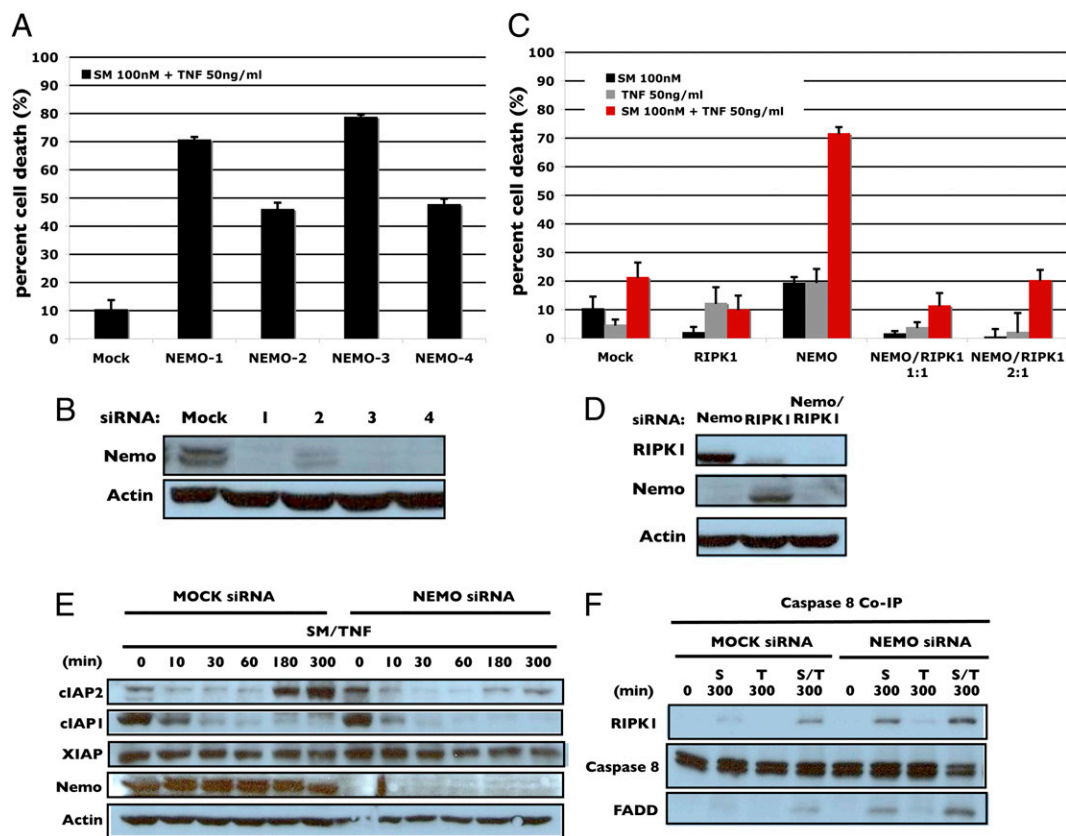 A
percent cell death (%)
100
90
80
70
60
50
40
30
20
10
0
SM 100nM + TNF 50ng/ml
Mock NEMO-1 NEMO-2 NEMO-3 NEMO-4
B
siRNA: Mock 1 2 3 4
Nemo
Actin
C
percent cell death (%)
100
90
80
70
60
50
40
30
20
10
0
SM 100nM
TNF 50ng/ml
SM 100nM + TNF 50ng/ml
Mock RIPK1 NEMO NEMO/RIPK1 NEMO/RIPK1
1:1 2:1
D
Nemo/
siRNA: Nemo RIPK1 RIPK1
RIPK1
Nemo
Actin
E
MOCK siRNA NEMO siRNA
SM/TNF
(min) 0 10 30 60 180 300 0 10 30 60 180 300
cIAP2
cIAP1
XIAP
Nemo
Actin
F
Caspase 8 Co-IP
MOCK siRNA NEMO siRNA
S T S/T S T S/T
(min) 0 300 300 300 0 300 300 300
RIPK1
Caspase 8
FADD